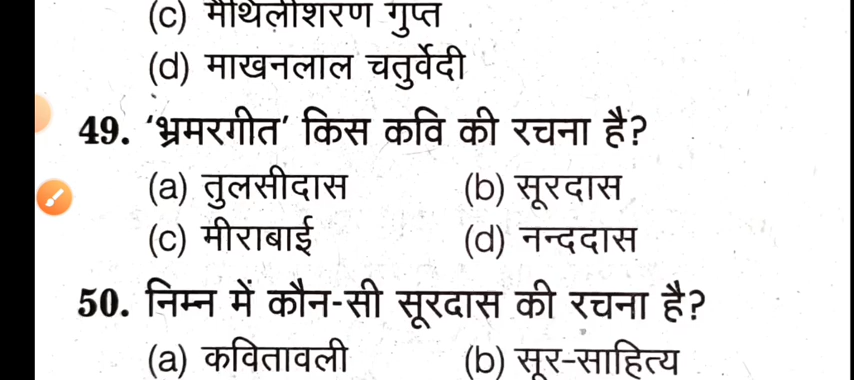 (c) मैथिलीशरण गुप्त
(d) माखनलाल चतुर्वेदी
49. ‘भ्रमरगीत’ किस कवि की रचना है?
(a) तुलसीदास (b) सूरदास
(c) मीराबाई (d) नन्ददास
50. निम्न में कौन-सी सूरदास की रचना है?
(a) कवितावली (b) सूर-साहित्य